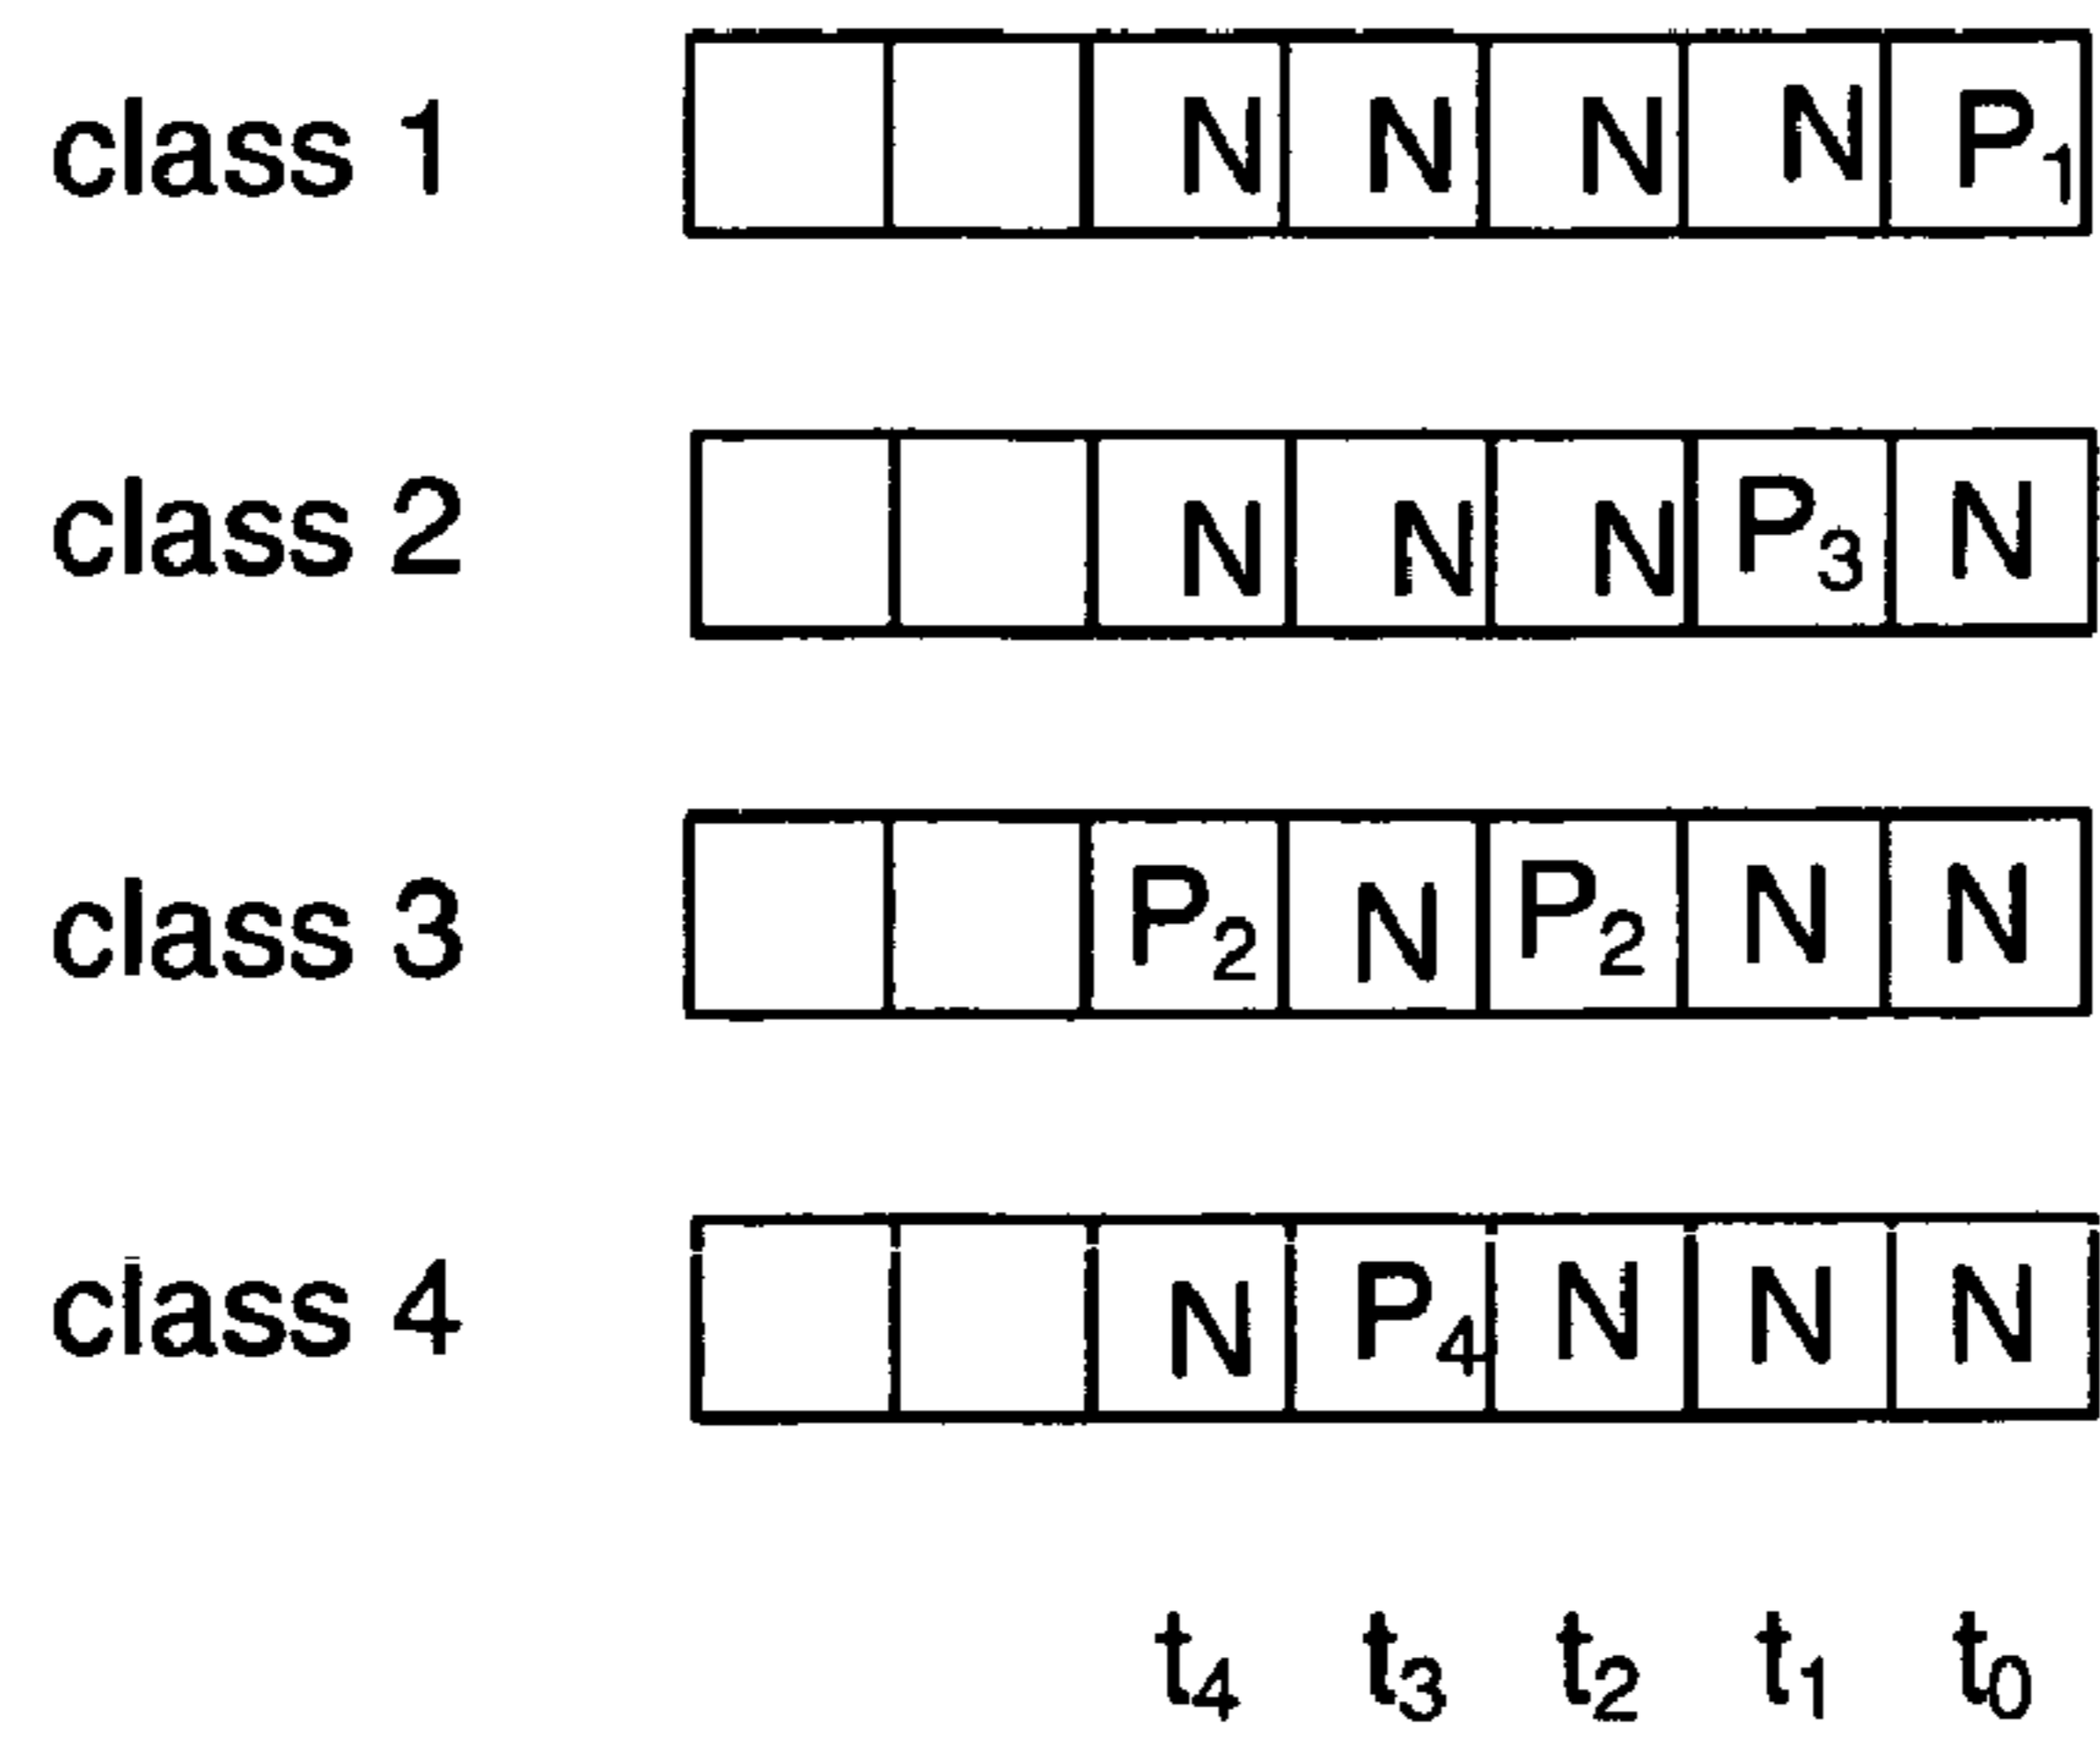 class 1 N N N N P₁
class 2 N N N P₃ N
class 3 P₂ N P₂ N N
class 4 N P₄ N N N
t₄ t₃ t₂ t₁ t₀